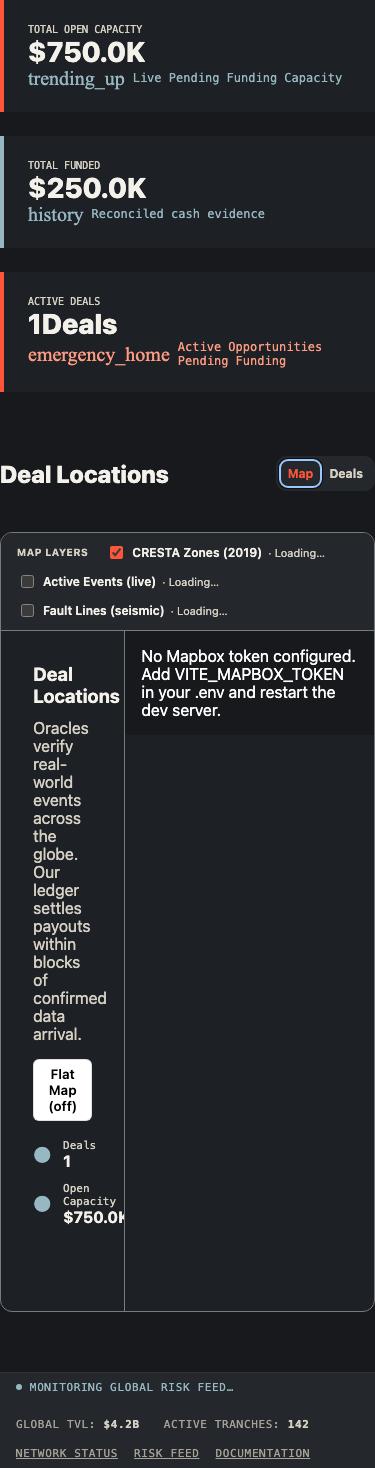 TOTAL OPEN CAPACITY
$750.0K
trending_up Live Pending Funding Capacity
TOTAL FUNDED
$250.0K
history Reconciled cash evidence
ACTIVE DEALS
1Deals
emergency_home Active Opportunities
Pending Funding
Deal Locations
Map Deals
MAP LAYERS CRESTA Zones (2019) · Loading...
Active Events (live) · Loading...
Fault Lines (seismic) · Loading...
Deal
Locations
Oracles
verify
real-
world
events
across
the
globe.
Our
ledger
settles
payouts
within
blocks
of
confirmed
data
arrival.
Flat
Map
(off)
Deals
1
Open
Capacity
$750.0K
No Mapbox token configured.
Add VITE_MAPBOX_TOKEN
in your .env and restart the
dev server.
MONITORING GLOBAL RISK FEED…
GLOBAL TVL: $4.2B ACTIVE TRANCHES: 142
NETWORK STATUS RISK FEED DOCUMENTATION